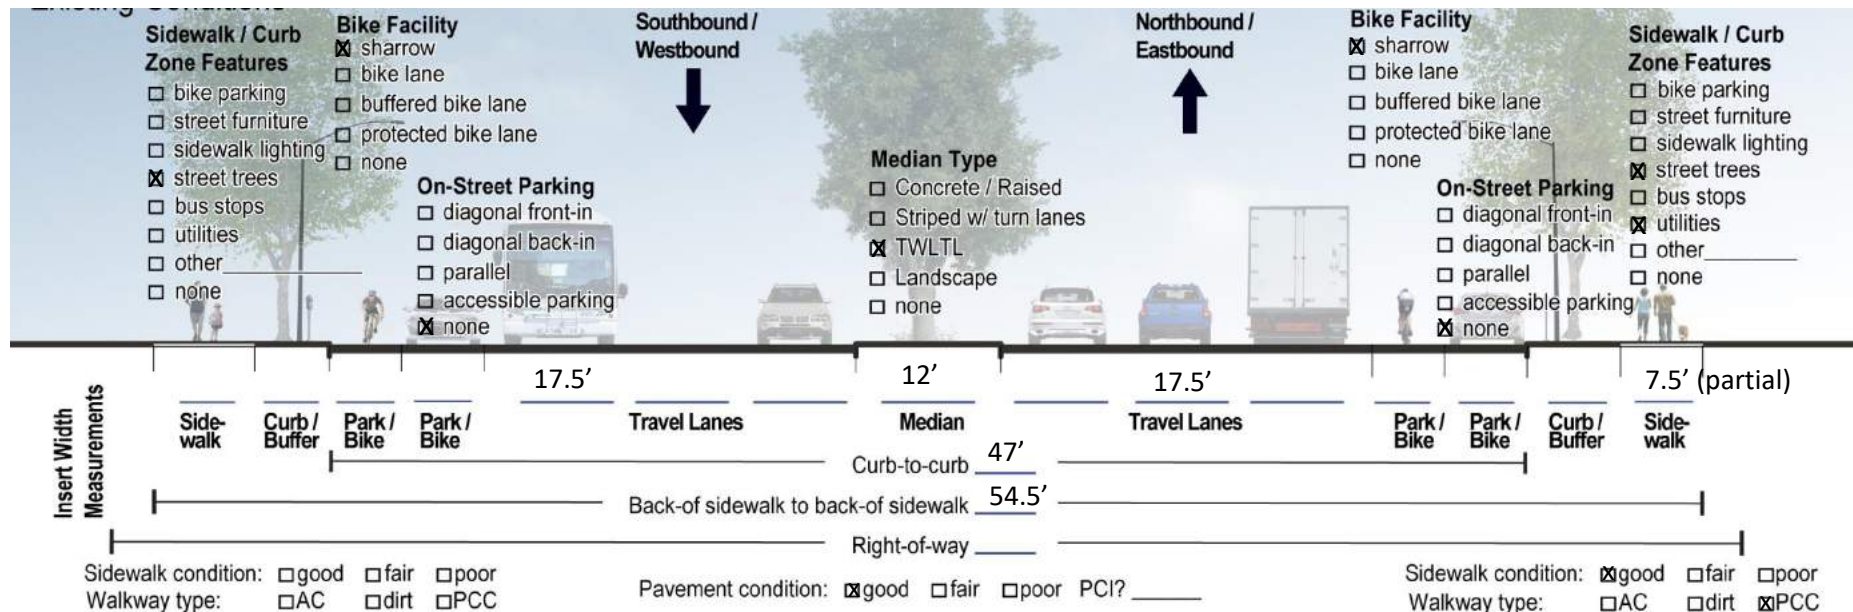 Existing Conditions
Sidewalk / Curb
Zone Features
☐ bike parking
☐ street furniture
☐ sidewalk lighting
☒ street trees
☐ bus stops
☐ utilities
☐ other____________
☐ none
Bike Facility
☒ sharrow
☐ bike lane
☐ buffered bike lane
☐ protected bike lane
☐ none
On-Street Parking
☐ diagonal front-in
☐ diagonal back-in
☐ parallel
☐ accessible parking
☒ none
Southbound /
Westbound
Median Type
☐ Concrete / Raised
☐ Striped w/ turn lanes
☒ TWLTL
☐ Landscape
☐ none
Northbound /
Eastbound
Bike Facility
☒ sharrow
☐ bike lane
☐ buffered bike lane
☐ protected bike lane
☐ none
On-Street Parking
☐ diagonal front-in
☐ diagonal back-in
☐ parallel
☐ accessible parking
☒ none
Sidewalk / Curb
Zone Features
☐ bike parking
☐ street furniture
☐ sidewalk lighting
☒ street trees
☐ bus stops
☒ utilities
☐ other________
☐ none
17.5’ 12’ 17.5’ 7.5’ (partial)
Insert Width
Measurements
Side-
walk
Curb /
Buffer
Park /
Bike
Park /
Bike
Travel Lanes
Median
Travel Lanes
Park /
Bike
Park /
Bike
Curb /
Buffer
Side-
walk
Curb-to-curb 47’
Back-of sidewalk to back-of sidewalk 54.5’
Right-of-way ____
Sidewalk condition: ☐good ☐fair ☐poor
Walkway type: ☐AC ☐dirt ☐PCC
Pavement condition: ☒good ☐fair ☐poor PCI? ______
Sidewalk condition: ☒good ☐fair ☐poor
Walkway type: ☐AC ☐dirt ☒PCC